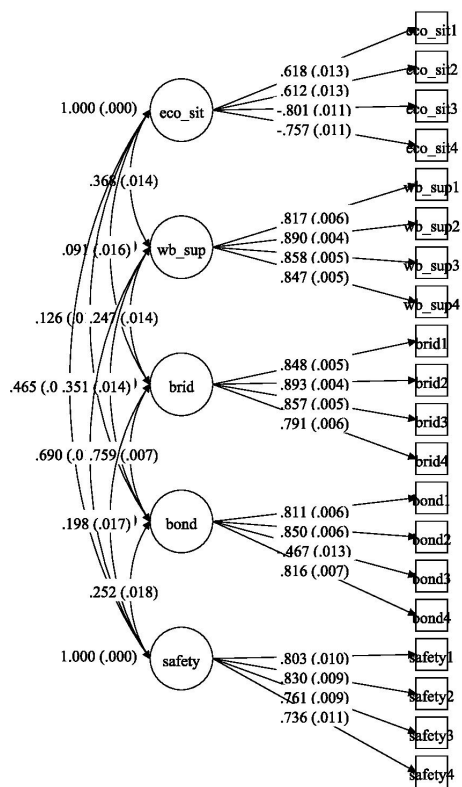 eco_sit1
.618 (.013)
eco_sit2
.612 (.013)
1.000 (.000)
eco_sit
-.801 (.011)
eco_sit3
-.757 (.011)
eco_sit4
.368 (.014)
wb_sup1
.817 (.006)
wb_sup2
.890 (.004)
.091 (.016)
wb_sup
.858 (.005)
wb_sup3
.847 (.005)
wb_sup4
.126 (.0
.247 (.014)
brid1
.848 (.005)
brid2
.893 (.004)
.465 (.0
.351 (.014)
brid
.857 (.005)
brid3
.791 (.006)
brid4
.690 (.0
.759 (.007)
bond1
.811 (.006)
.198 (.017)
bond
.850 (.006)
bond2
-.467 (.013)
bond3
.816 (.007)
bond4
.252 (.018)
1.000 (.000)
safety
.803 (.010)
safety1
.830 (.009)
safety2
.761 (.009)
safety3
.736 (.011)
safety4